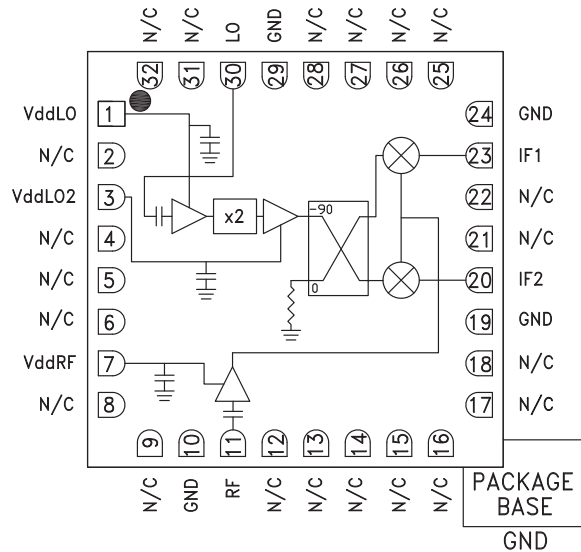 N/C N/C LO GND N/C N/C N/C N/C
32 31 30 29 28 27 26 25
VddLO 1
N/C 2
VddLO2 3
N/C 4
N/C 5
N/C 6
VddRF 7
N/C 8
x2
-90
0
24 GND
23 IF1
22 N/C
21 N/C
20 IF2
19 GND
18 N/C
17 N/C
9 10 11 12 13 14 15 16
N/C GND RF N/C N/C N/C N/C N/C
PACKAGE
BASE
GND